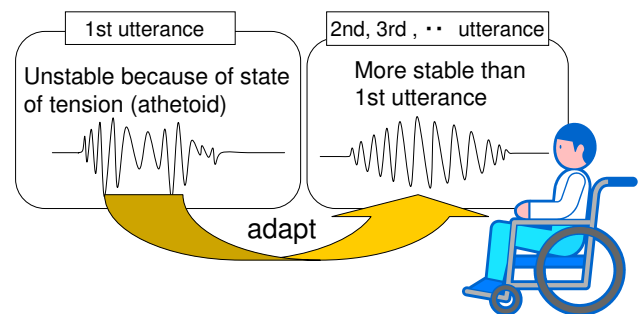 1st utterance
Unstable because of state
of tension (athetoid)
2nd, 3rd , ・・ utterance
More stable than
1st utterance
adapt